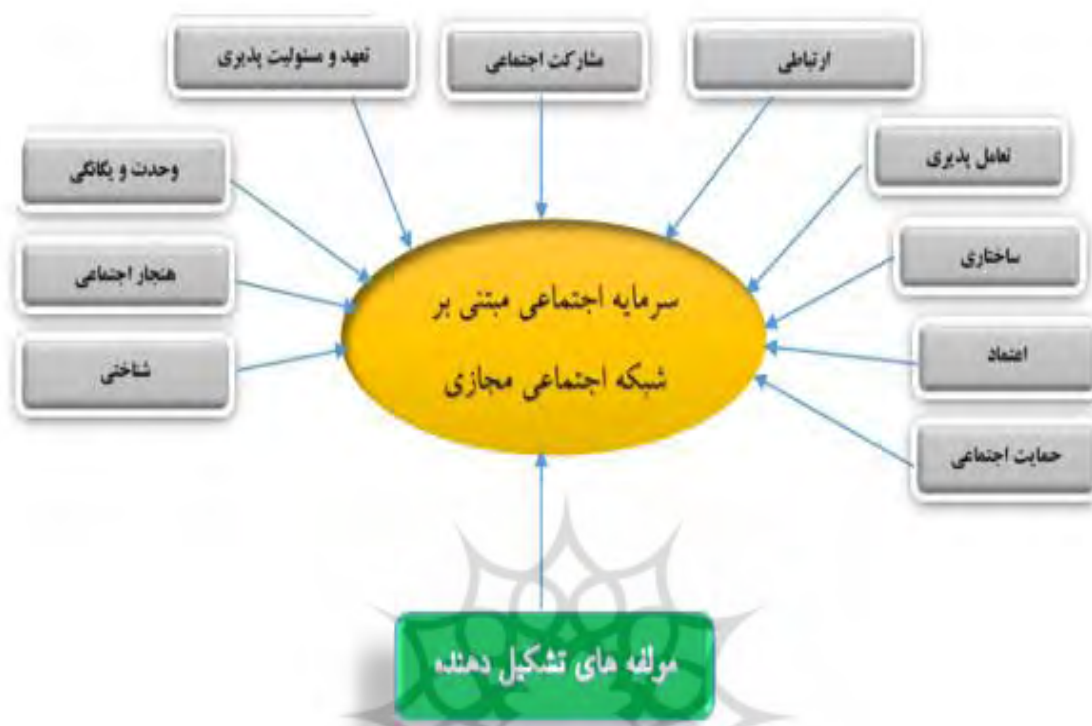 ارتباطی
مشارکت اجتماعی
تعهد و مسئولیت پذیری
تعامل پذیری
وحدت و یگانگی
ساختاری
هنجار اجتماعی
اعتماد
شناختی
حمایت اجتماعی
سرمایه اجتماعی مبتنی بر
شبکه اجتماعی مجازی
مولفه های تشکیل دهنده